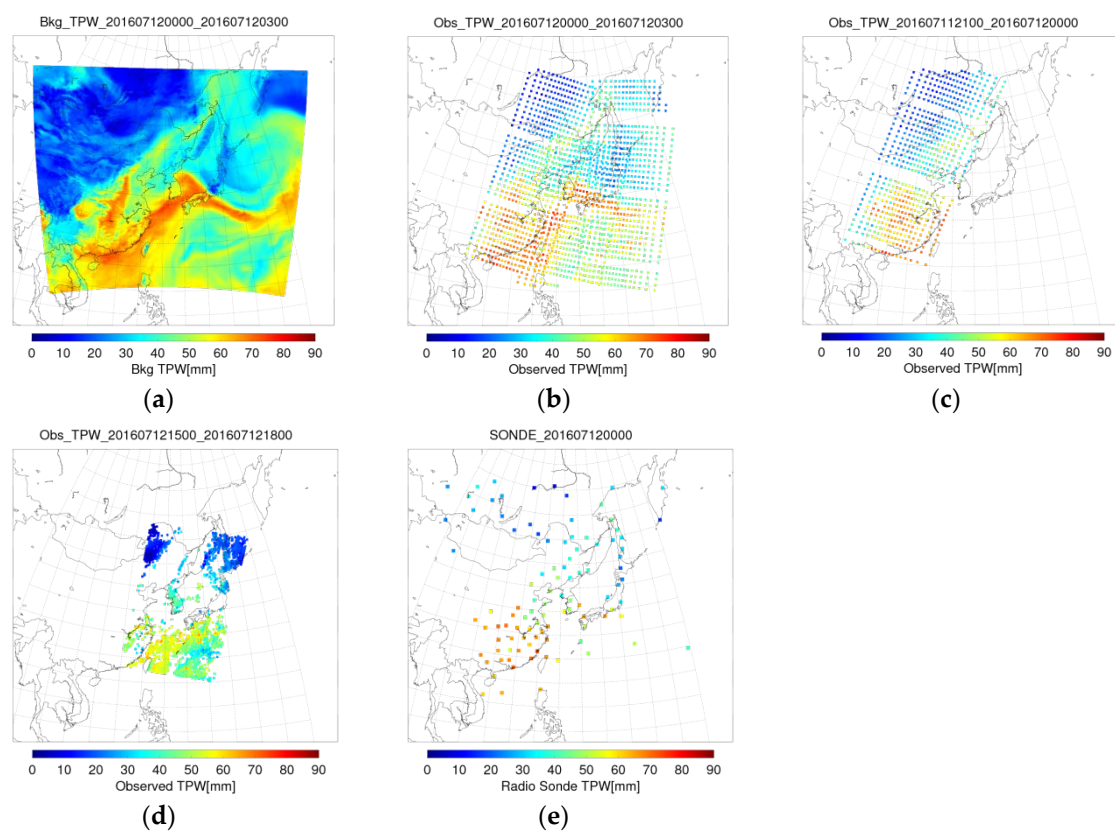 Bkg_TPW_201607120000_201607120300
0 10 20 30 40 50 60 70 80 90
Bkg TPW[mm]
(a)
Obs_TPW_201607120000_201607120300
0 10 20 30 40 50 60 70 80 90
Observed TPW[mm]
(b)
Obs_TPW_201607112100_201607120000
0 10 20 30 40 50 60 70 80 90
Observed TPW[mm]
(c)
Obs_TPW_201607121500_201607121800
0 10 20 30 40 50 60 70 80 90
Observed TPW[mm]
(d)
SONDE_201607120000
0 10 20 30 40 50 60 70 80 90
Radio Sonde TPW[mm]
(e)